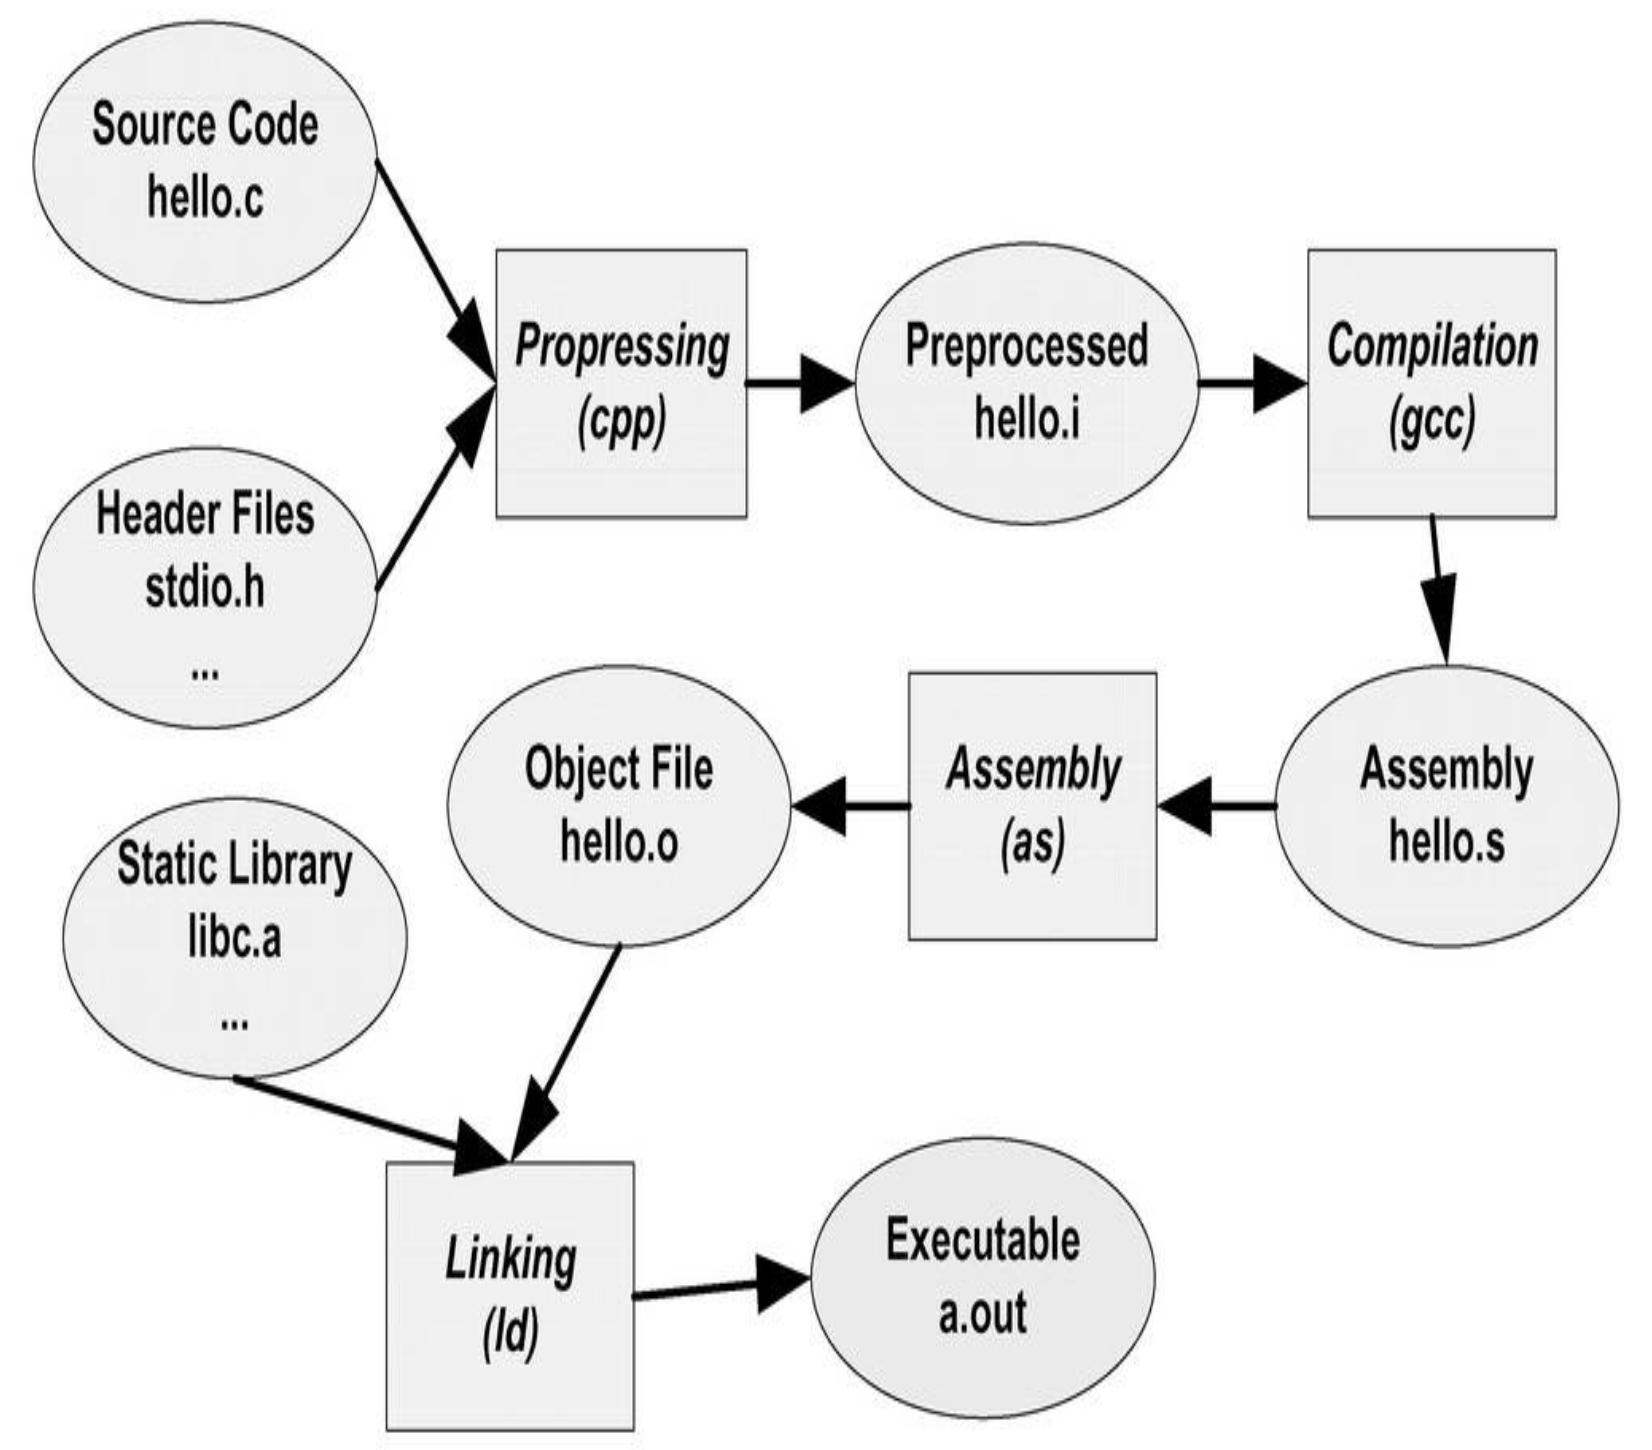 Source Code
hello.c
Header Files
stdio.h
...
Propressing
(cpp)
Preprocessed
hello.i
Compilation
(gcc)
Assembly
hello.s
Assembly
(as)
Object File
hello.o
Static Library
libc.a
...
Linking
(ld)
Executable
a.out